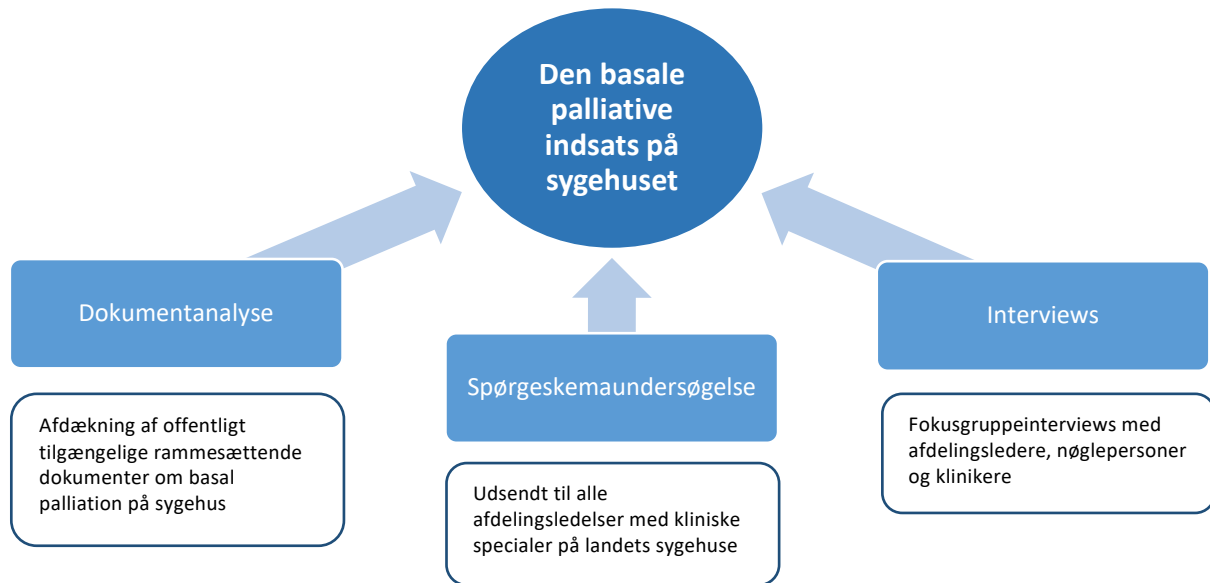 Den basale
palliative
indsats på
sygehuset
Dokumentanalyse
Afdækning af offentligt
tilgængelige rammesættende
dokumenter om basal
palliation på sygehus
Spørgeskemaundersøgelse
Udsendt til alle
afdelingsledelser med kliniske
specialer på landets sygehuse
Interviews
Fokusgruppeinterviews med
afdelingsledere, nøglepersoner
og klinikere